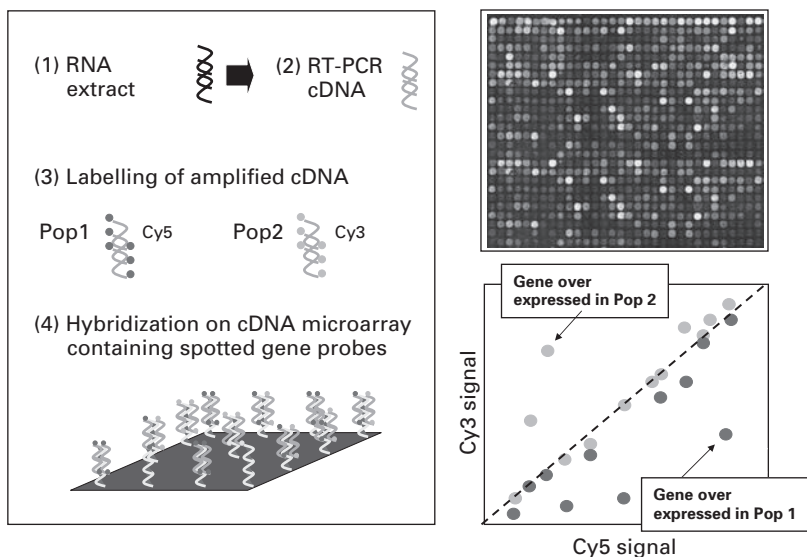 (1) RNA
extract
(2) RT-PCR
cDNA
(3) Labelling of amplified cDNA
Pop1
Cy5
Pop2
Cy3
(4) Hybridization on cDNA microarray
containing spotted gene probes
Gene over
expressed in Pop 2
Cy3 signal
Gene over
expressed in Pop 1
Cy5 signal